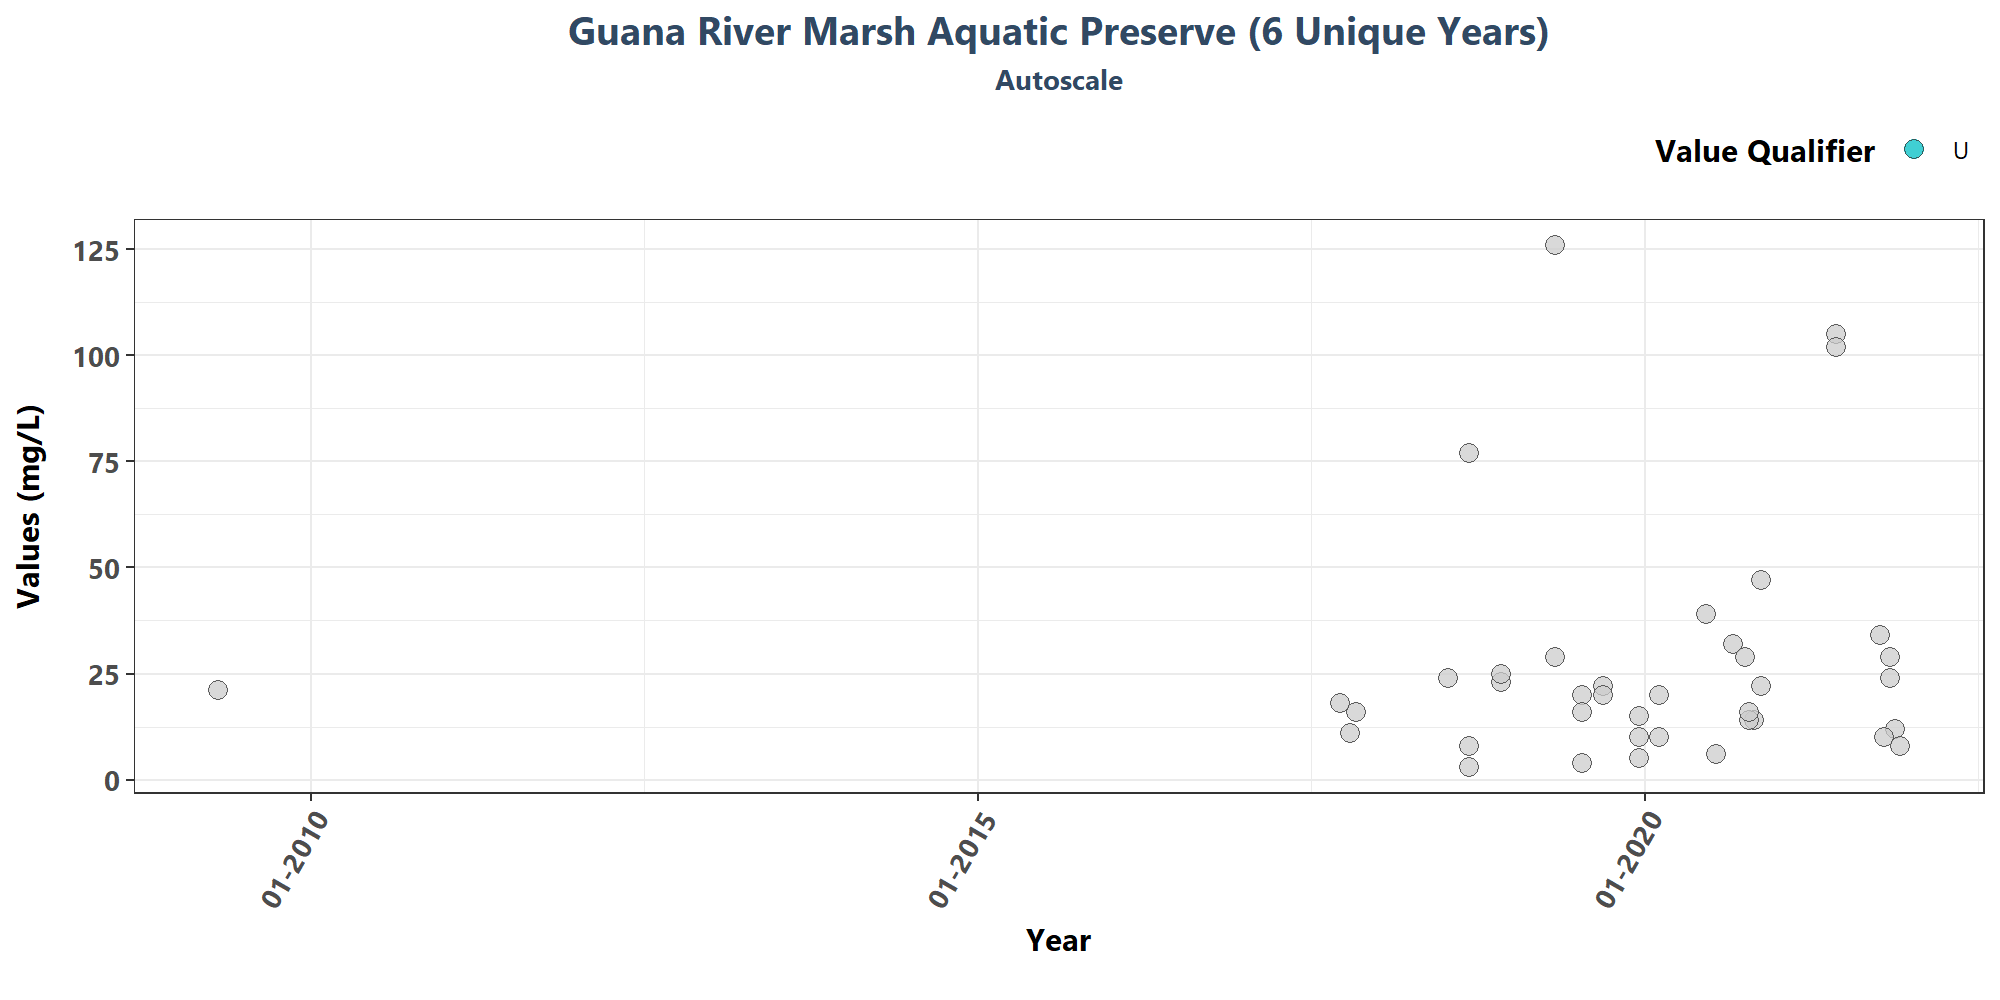 Guana River Marsh Aquatic Preserve (6 Unique Years)
Autoscale
Value Qualifier U
125
100
75
50
25
0
Values (mg/L)
01-2010
01-2015
01-2020
Year